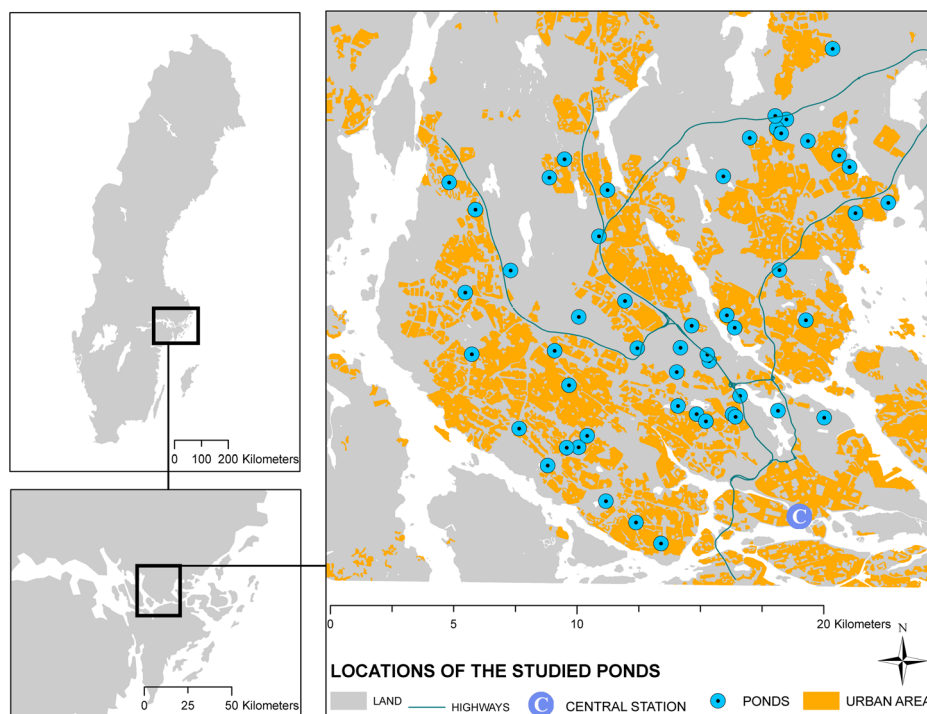 0 100 200 Kilometers
0 25 50 Kilometers
C
0 5 10 15 20 Kilometers
N
LOCATIONS OF THE STUDIED PONDS
LAND HIGHWAYS C CENTRAL STATION PONDS URBAN AREA